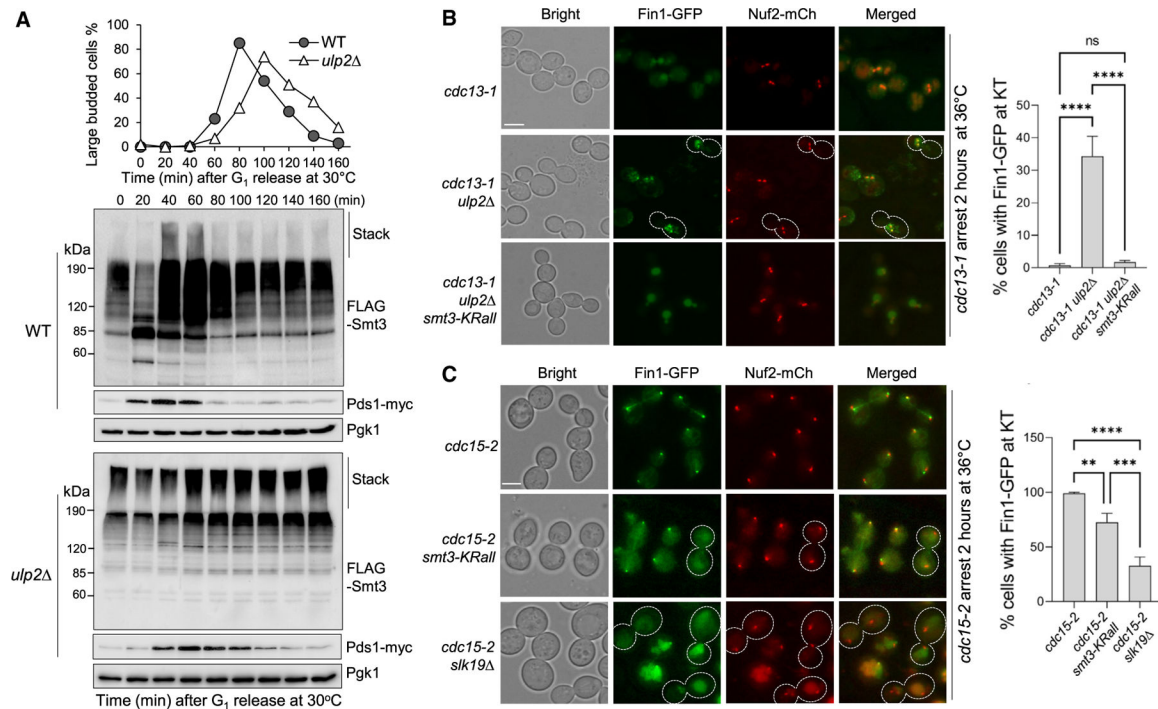 A
Large budded cells %
100
80
60
40
20
0
WT
ulp2Δ
0 20 40 60 80 100 120 140 160
Time (min) after G1 release at 30°C
0 20 40 60 80 100 120 140 160 (min)
kDa
190
120
85
60
Stack
FLAG
-Smt3
WT
Pds1-myc
Pgk1
kDa
190
120
85
60
Stack
FLAG
-Smt3
ulp2Δ
Pds1-myc
Pgk1
Time (min) after G1 release at 30°C
B
Bright Fin1-GFP Nuf2-mCh Merged
cdc13-1
cdc13-1
ulp2Δ
cdc13-1
ulp2Δ
smt3-KRall
cdc13-1 arrest 2 hours at 36°C
% cells with Fin1-GFP at KT
50
40
30
20
10
0
ns
**** ****
cdc13-1
cdc13-1 ulp2Δ
cdc13-1 ulp2Δ
smt3-KRall
C
Bright Fin1-GFP Nuf2-mCh Merged
cdc15-2
cdc15-2
smt3-KRall
cdc15-2
slk19Δ
cdc15-2 arrest 2 hours at 36°C
% cells with Fin1-GFP at KT
150
100
50
0
****
** ***
cdc15-2
cdc15-2
smt3-KRall
cdc15-2
slk19Δ